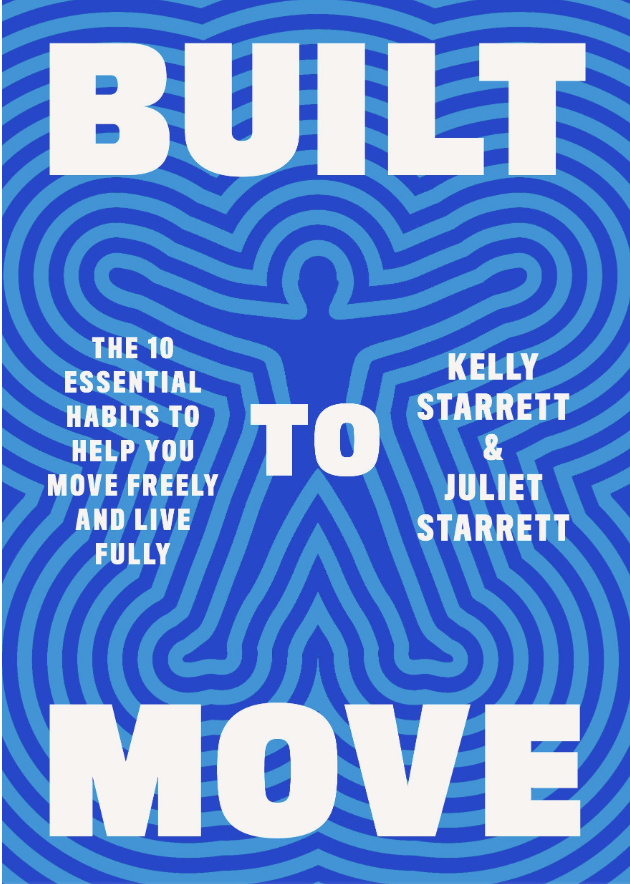 BUILT
THE 10
ESSENTIAL
HABITS TO
HELP YOU
MOVE FREELY
AND LIVE
FULLY
TO
KELLY
STARRETT
&
JULIET
STARRETT
MOVE